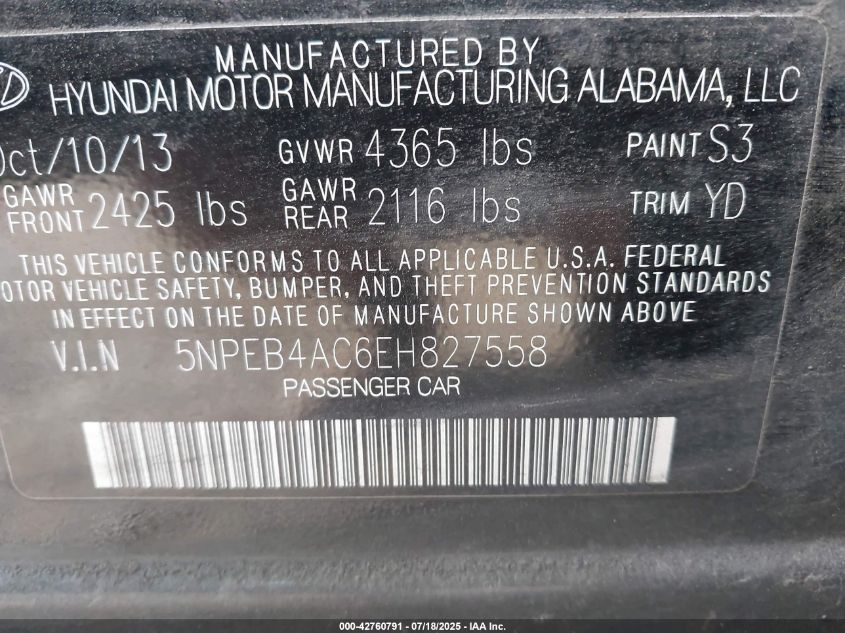 MANUFACTURED BY
HYUNDAI MOTOR MANUFACTURING ALABAMA, LLC
Oct/10/13 GVWR 4365 lbs PAINT S3
GAWR FRONT 2425 lbs GAWR REAR 2116 lbs TRIM YD
THIS VEHICLE CONFORMS TO ALL APPLICABLE U.S.A. FEDERAL
OTOR VEHICLE SAFETY, BUMPER, AND THEFT PREVENTION STANDARDS
IN EFFECT ON THE DATE OF MANUFACTURE SHOWN ABOVE
V.I.N 5NPEB4AC6EH827558
PASSENGER CAR
000-42760791 - 07/18/2025 - IAA Inc.